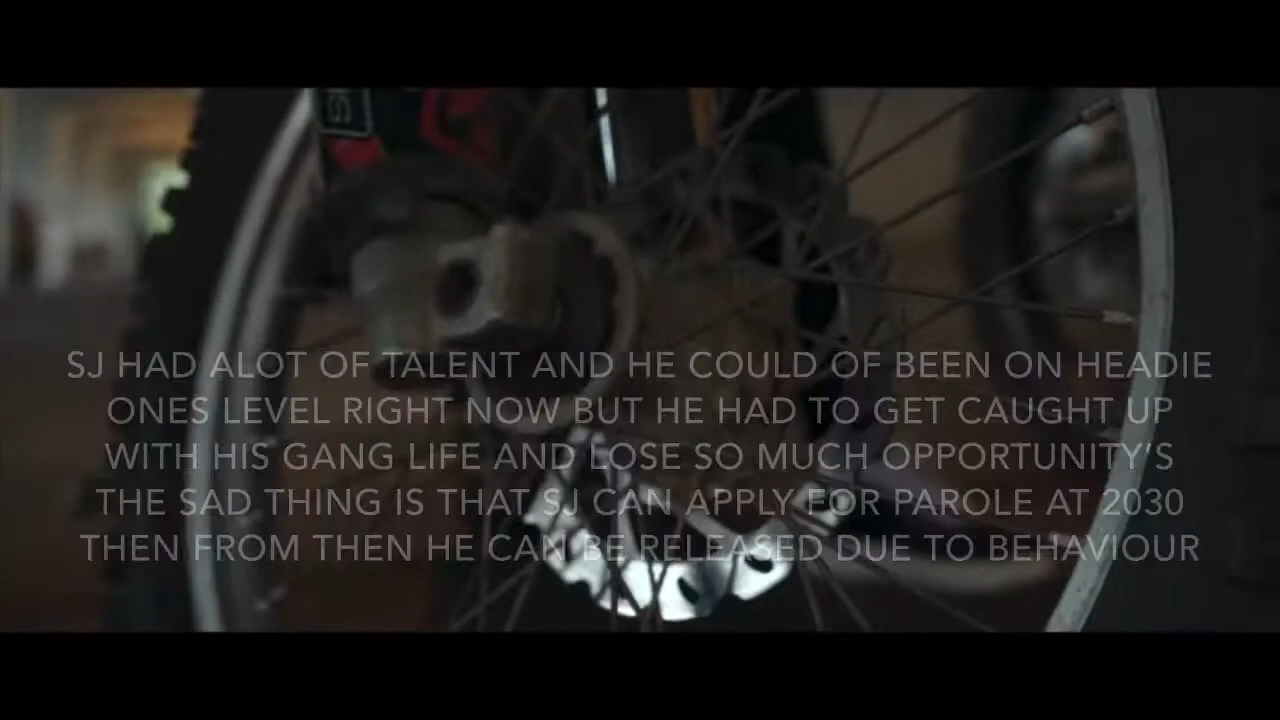 SJ HAD ALOT OF TALENT AND HE COULD OF BEEN ON HEADIE
ONES LEVEL RIGHT NOW BUT HE HAD TO GET CAUGHT UP
WITH HIS GANG LIFE AND LOSE SO MUCH OPPORTUNITY'S
THE SAD THING IS THAT SJ CAN APPLY FOR PAROLE AT 2030
THEN FROM THEN HE CAN BE RELEASED DUE TO BEHAVIOUR